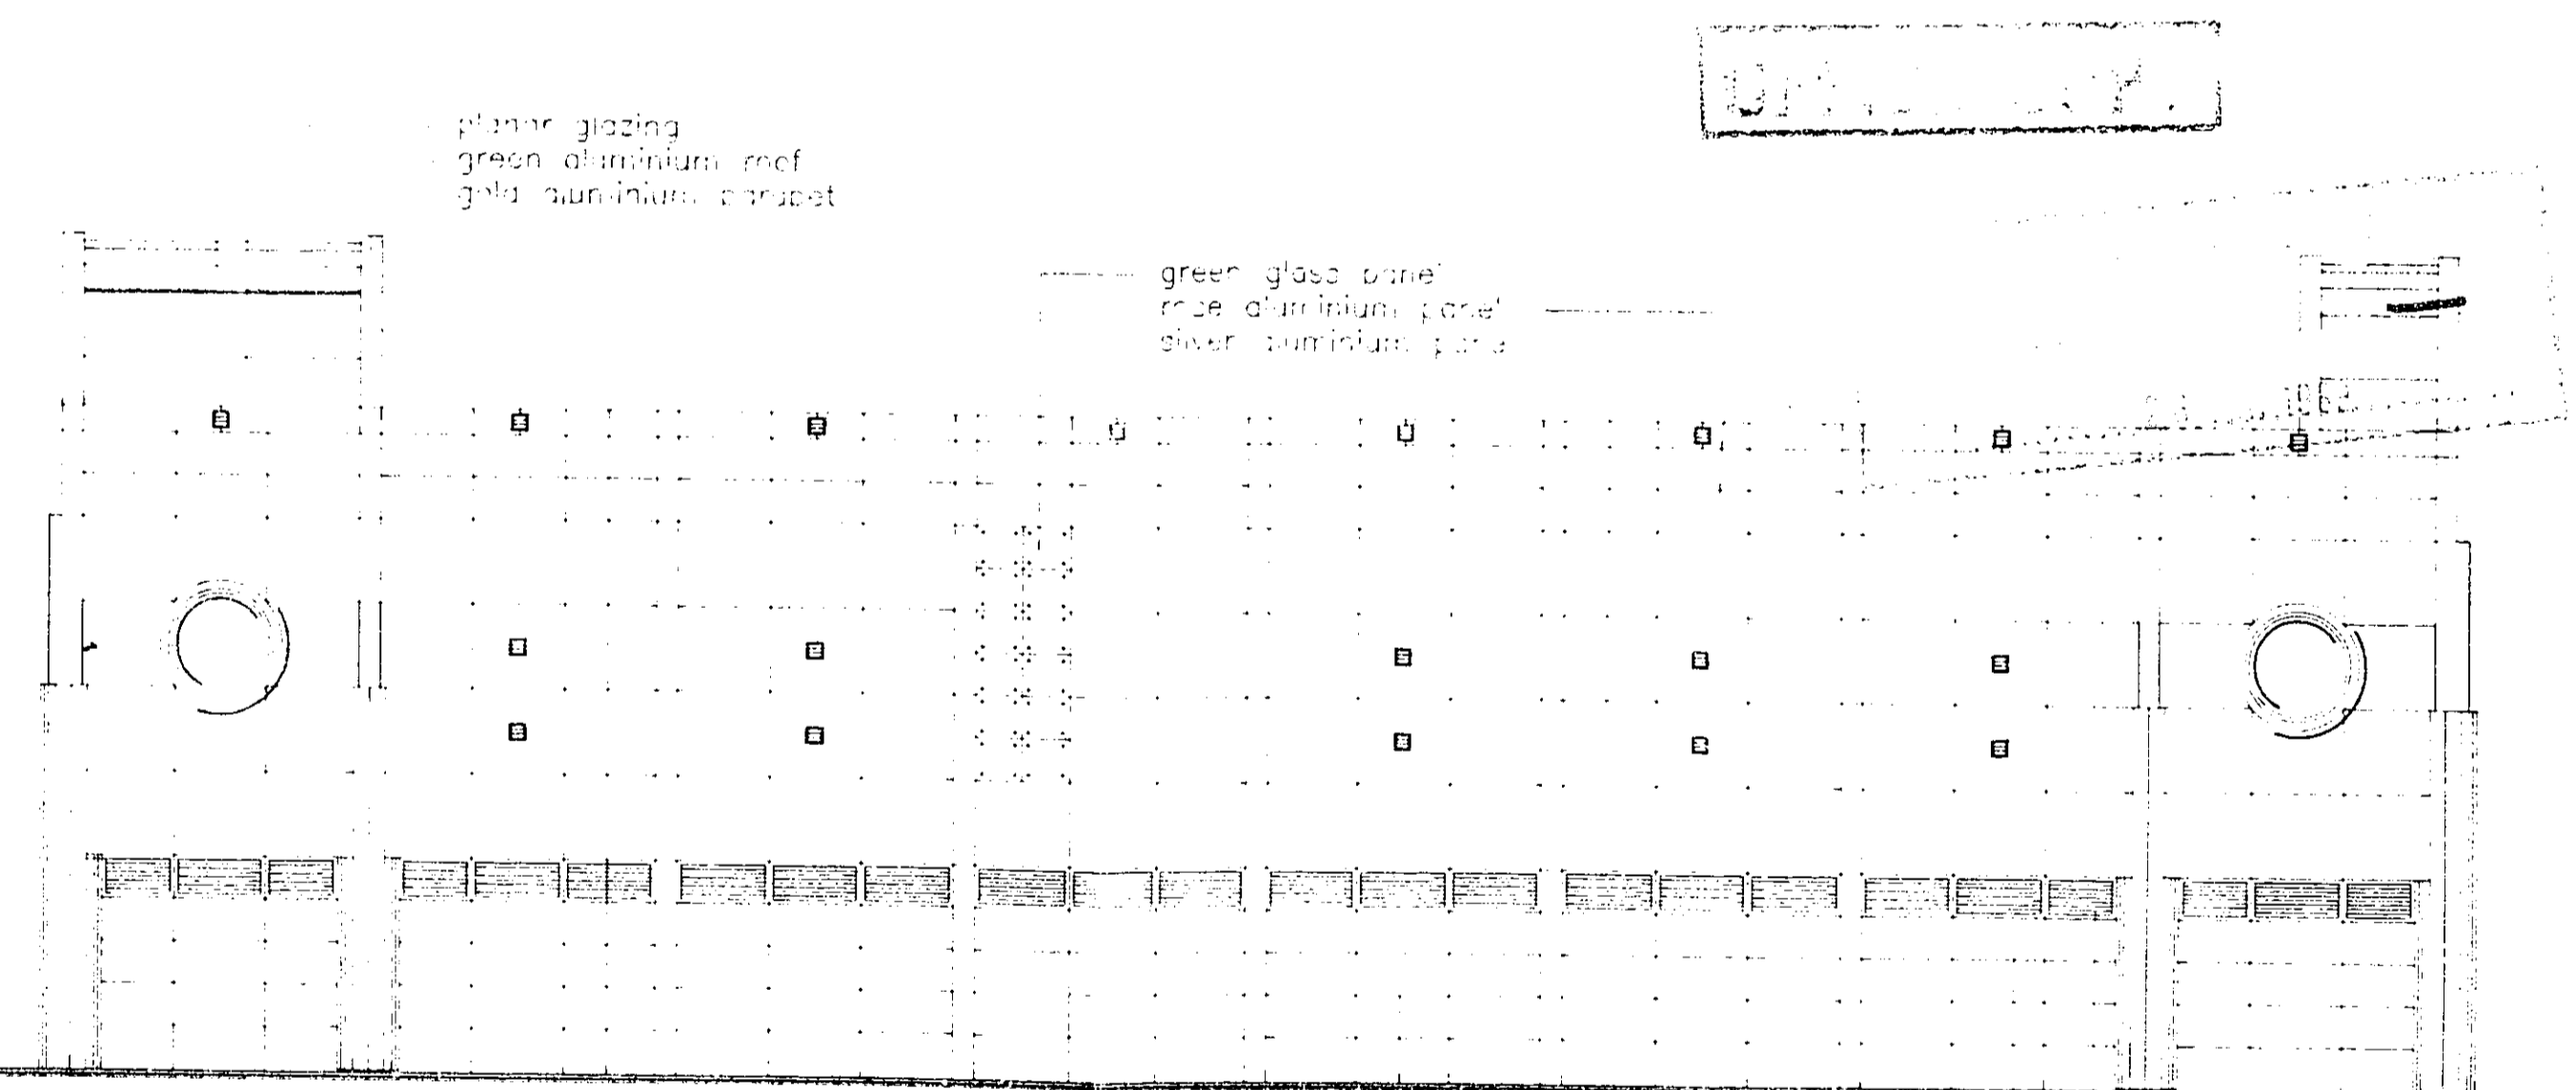 planar glazing
green aluminium roof
gold aluminium parapet
green glass panel
rose aluminium panel
silver aluminium panel